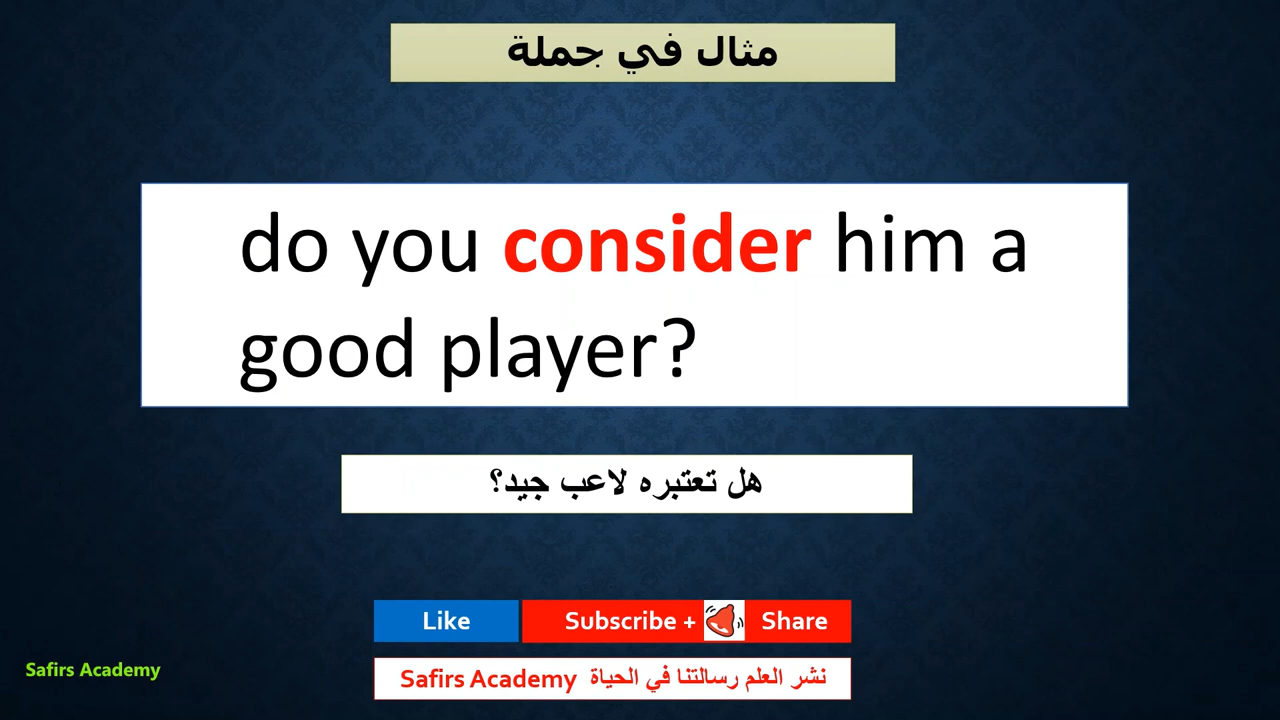 مثال في جملة
do you consider him a
good player?
هل تعتبره لاعب جيد؟
Like
Subscribe +
Share
Safirs Academy
Safirs Academy نشر العلم رسالتنا في الحياة